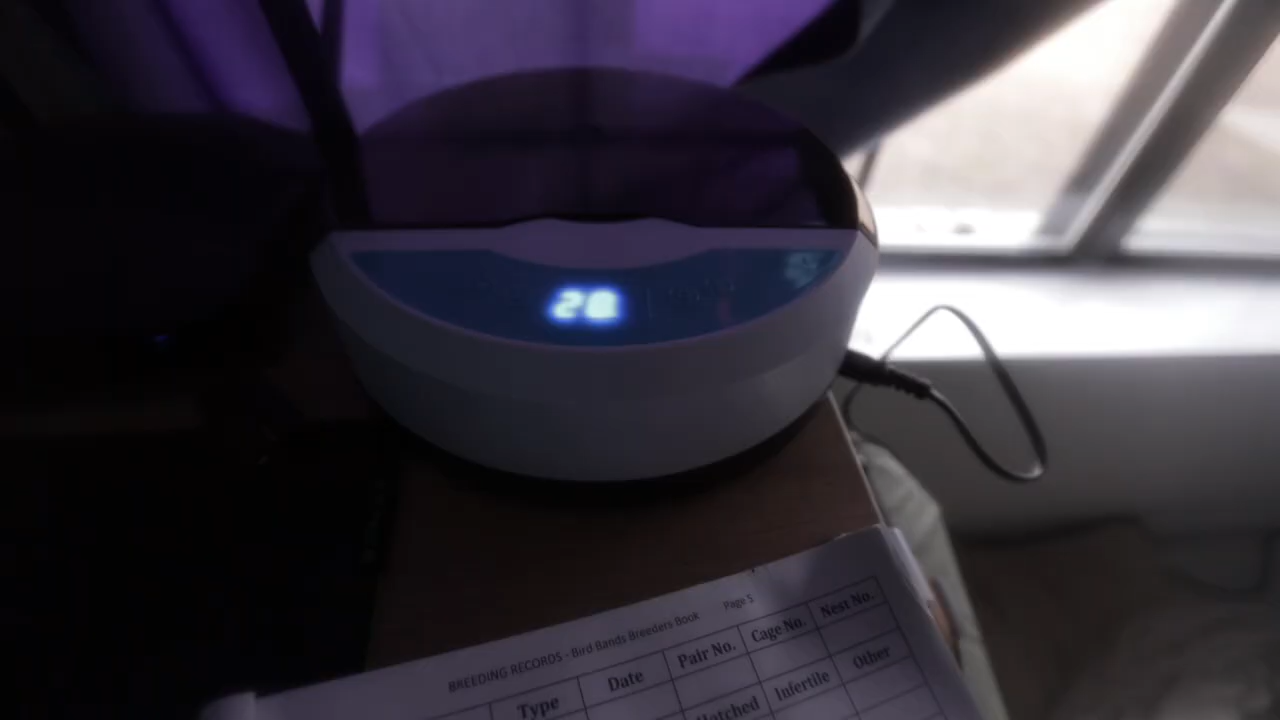 BREEDING RECORDS - Bird Bands Breeders Book Page 5
Type Date Pair No. Cage No. Nest No.
Hatched Infertile Other